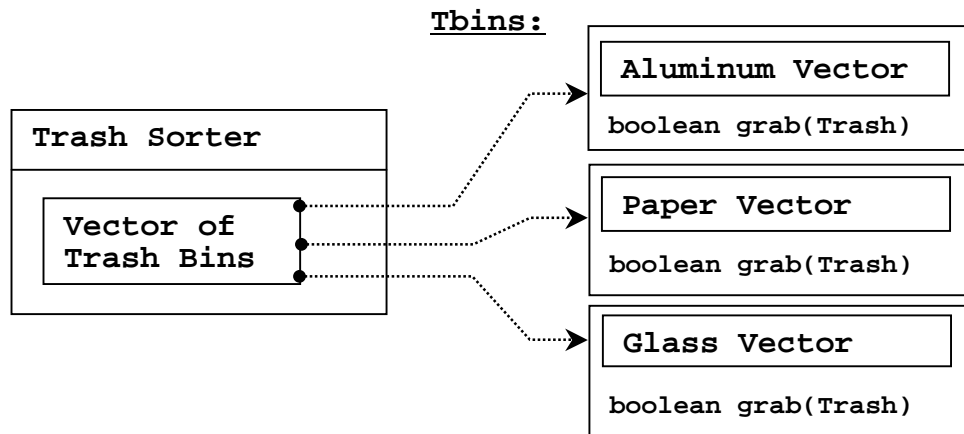 Tbins:
Trash Sorter
Vector of
Trash Bins
Aluminum Vector
boolean grab(Trash)
Paper Vector
boolean grab(Trash)
Glass Vector
boolean grab(Trash)